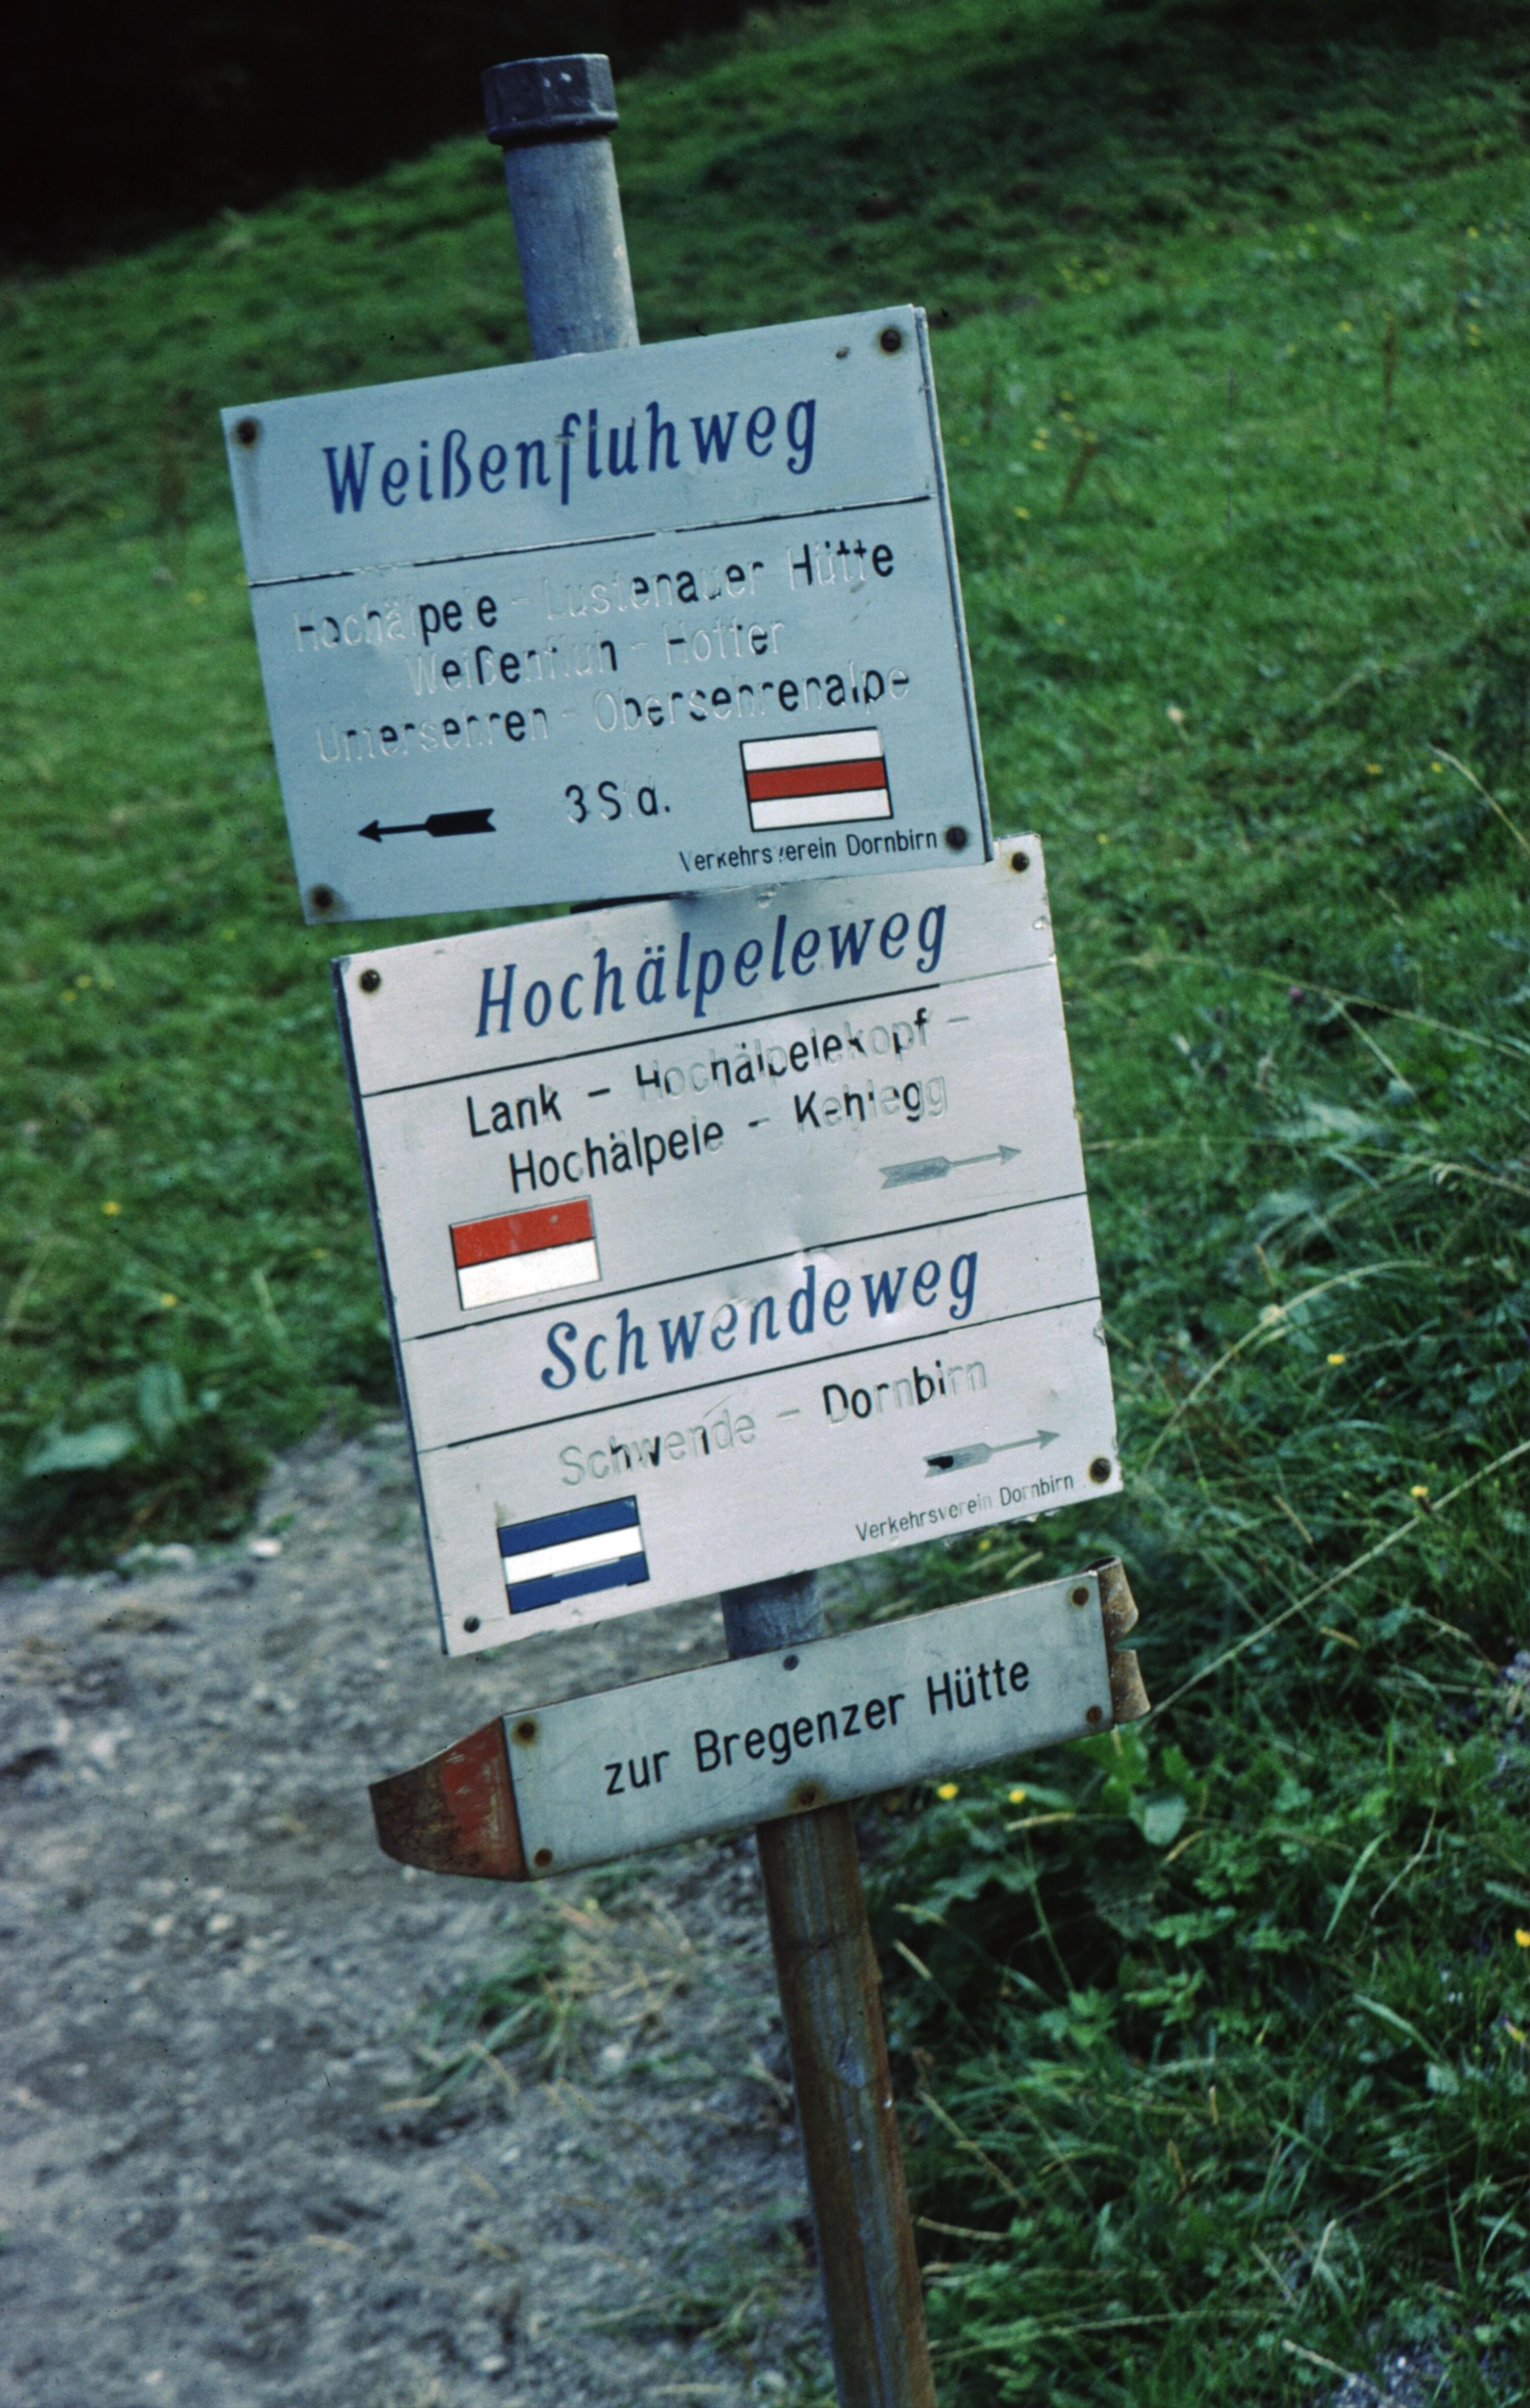 Weißenfluhweg
Hochälpele - Lustenauer Hütte
Weißenfluh - Hotter
Untersehren - Obersehrenalpe
3 Std.
Verkehrsverein Dornbirn
Hochälpeleweg
Lank - Hochälpelekopf -
Hochälpele - Kehlegg
Schwendeweg
Schwende - Dornbirn
Verkehrsverein Dornbirn
zur Bregenzer Hütte